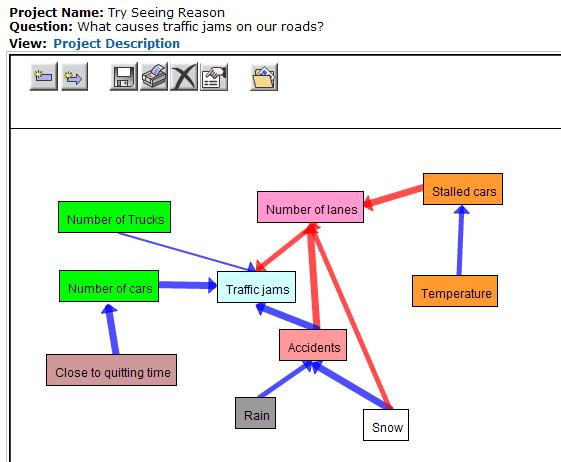 Project Name: Try Seeing Reason
Question: What causes traffic jams on our roads?
View: Project Description
Stalled cars
Number of lanes
Number of Trucks
Number of cars
Traffic jams
Temperature
Accidents
Close to quitting time
Rain
Snow